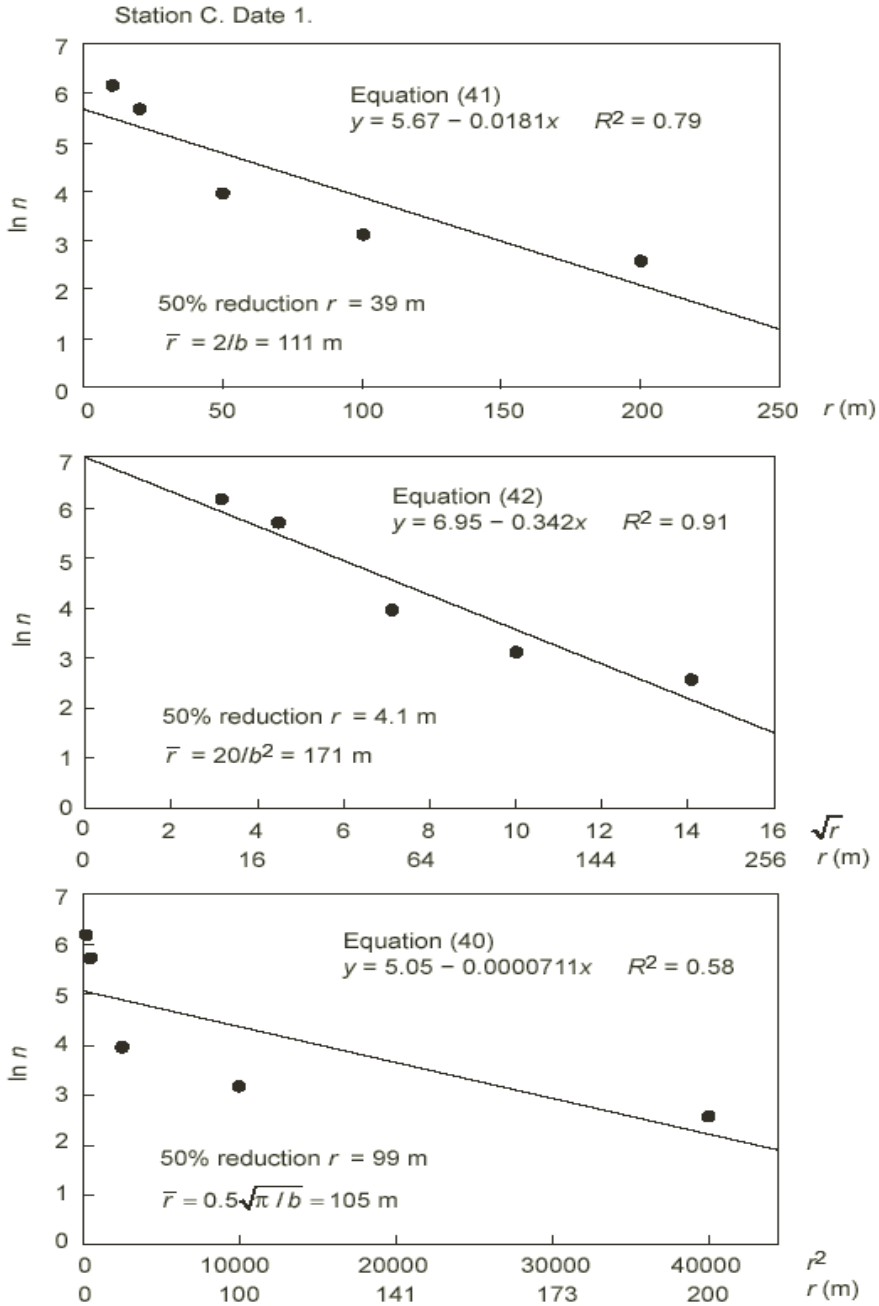 Station C. Date 1.
7
6
5
4
3
2
1
0
ln n
Equation (41)
y = 5.67 – 0.0181x R² = 0.79
50% reduction r = 39 m
r̅ = 2/b = 111 m
0 50 100 150 200 250 r (m)
7
6
5
4
3
2
1
0
ln n
Equation (42)
y = 6.95 – 0.342x R² = 0.91
50% reduction r = 4.1 m
r̅ = 20/b² = 171 m
0 2 4 6 8 10 12 14 16 √r
0 16 64 144 256 r (m)
7
6
5
4
3
2
1
0
ln n
Equation (40)
y = 5.05 – 0.0000711x R² = 0.58
50% reduction r = 99 m
r̅ = 0.5√π / b = 105 m
0 10000 20000 30000 40000 r²
0 100 141 173 200 r (m)